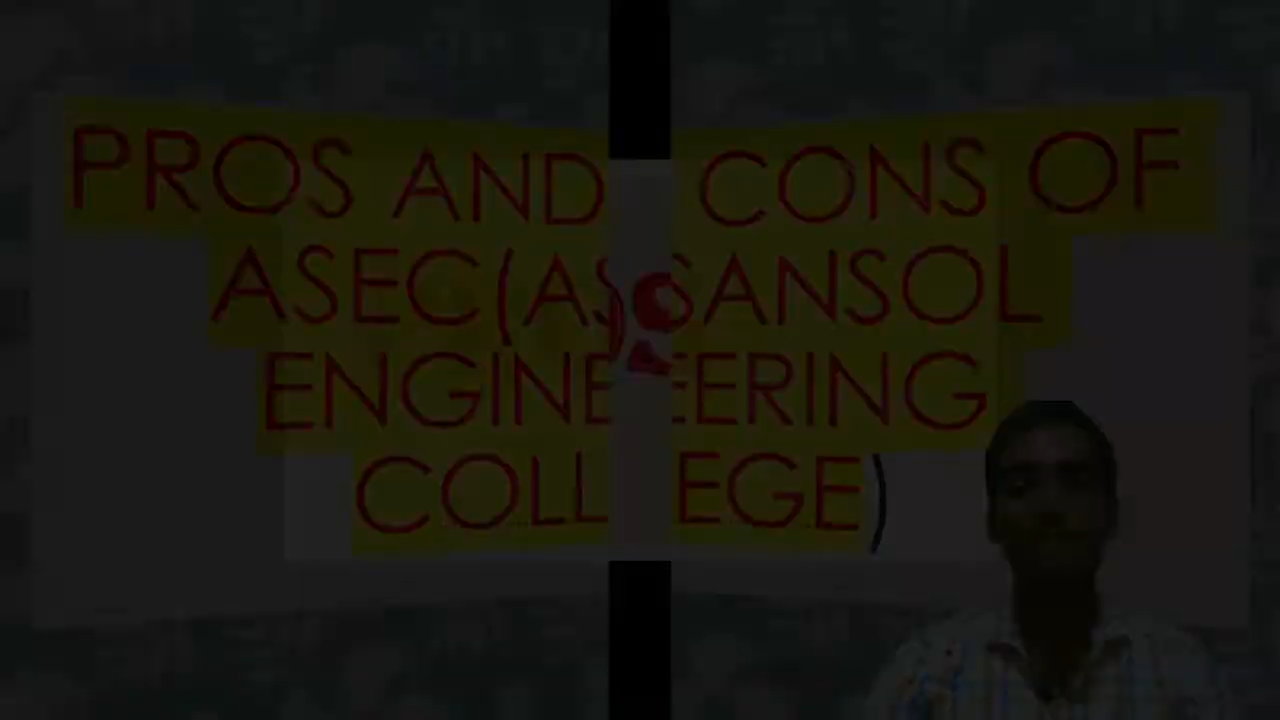 PROS AND CONS OF
ASEC(ASANSOL
ENGINEERING
COLLEGE)